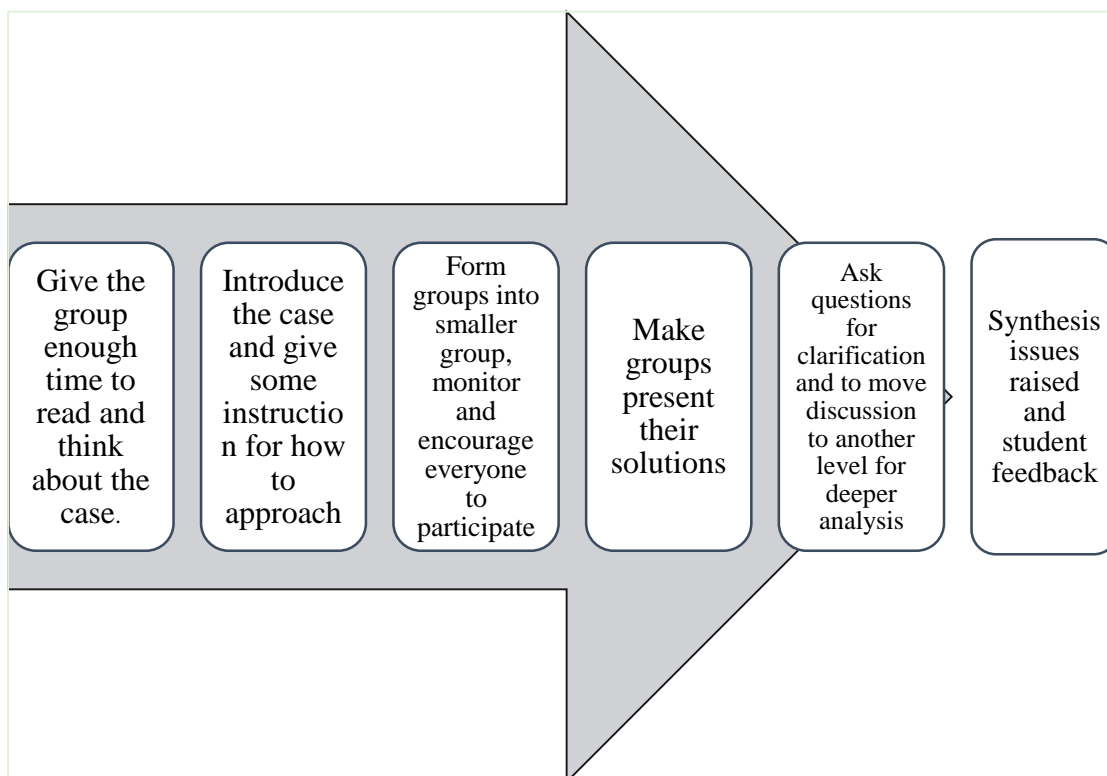 Give the
group
enough
time to
read and
think
about the
case.
Introduce
the case
and give
some
instructio
n for how
to
approach
Form
groups into
smaller
group,
monitor
and
encourage
everyone
to
participate
Make
groups
present
their
solutions
Ask
questions
for
clarification
and to move
discussion
to another
level for
deeper
analysis
Synthesis
issues
raised
and
student
feedback